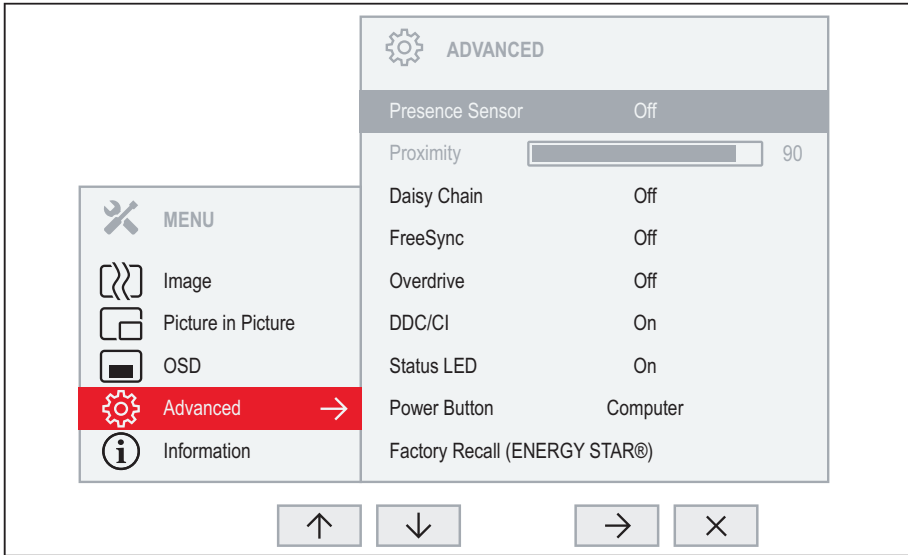 ADVANCED
Presence Sensor Off
Proximity 90
Daisy Chain Off
FreeSync Off
Overdrive Off
DDC/CI On
Status LED On
Power Button Computer
Factory Recall (ENERGY STAR®)
MENU
Image
Picture in Picture
OSD
Advanced
Information